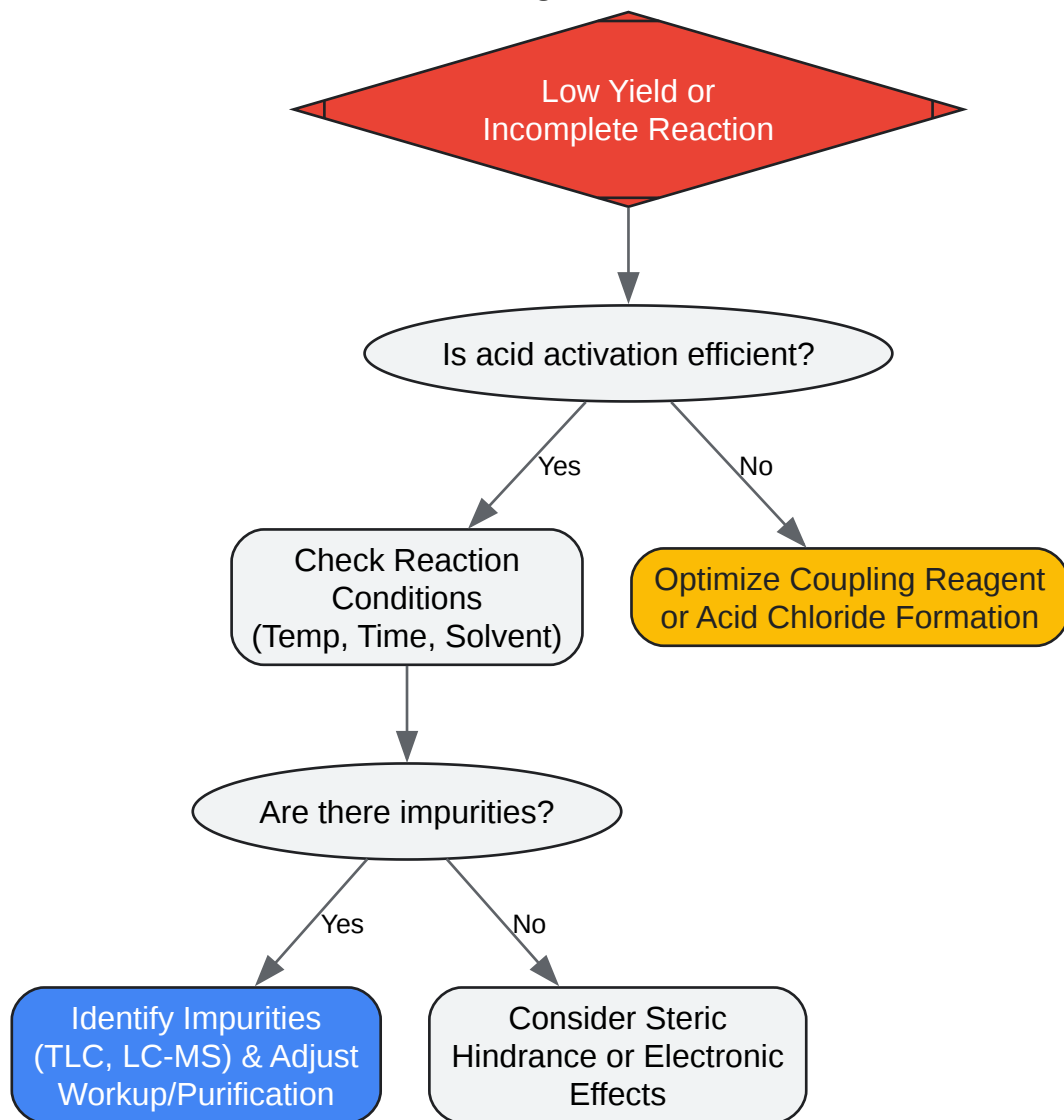 Low Yield or
Incomplete Reaction
Is acid activation efficient?
Yes
No
Check Reaction
Conditions
(Temp, Time, Solvent)
Optimize Coupling Reagent
or Acid Chloride Formation
Are there impurities?
Yes
No
Identify Impurities
(TLC, LC-MS) & Adjust
Workup/Purification
Consider Steric
Hindrance or Electronic
Effects